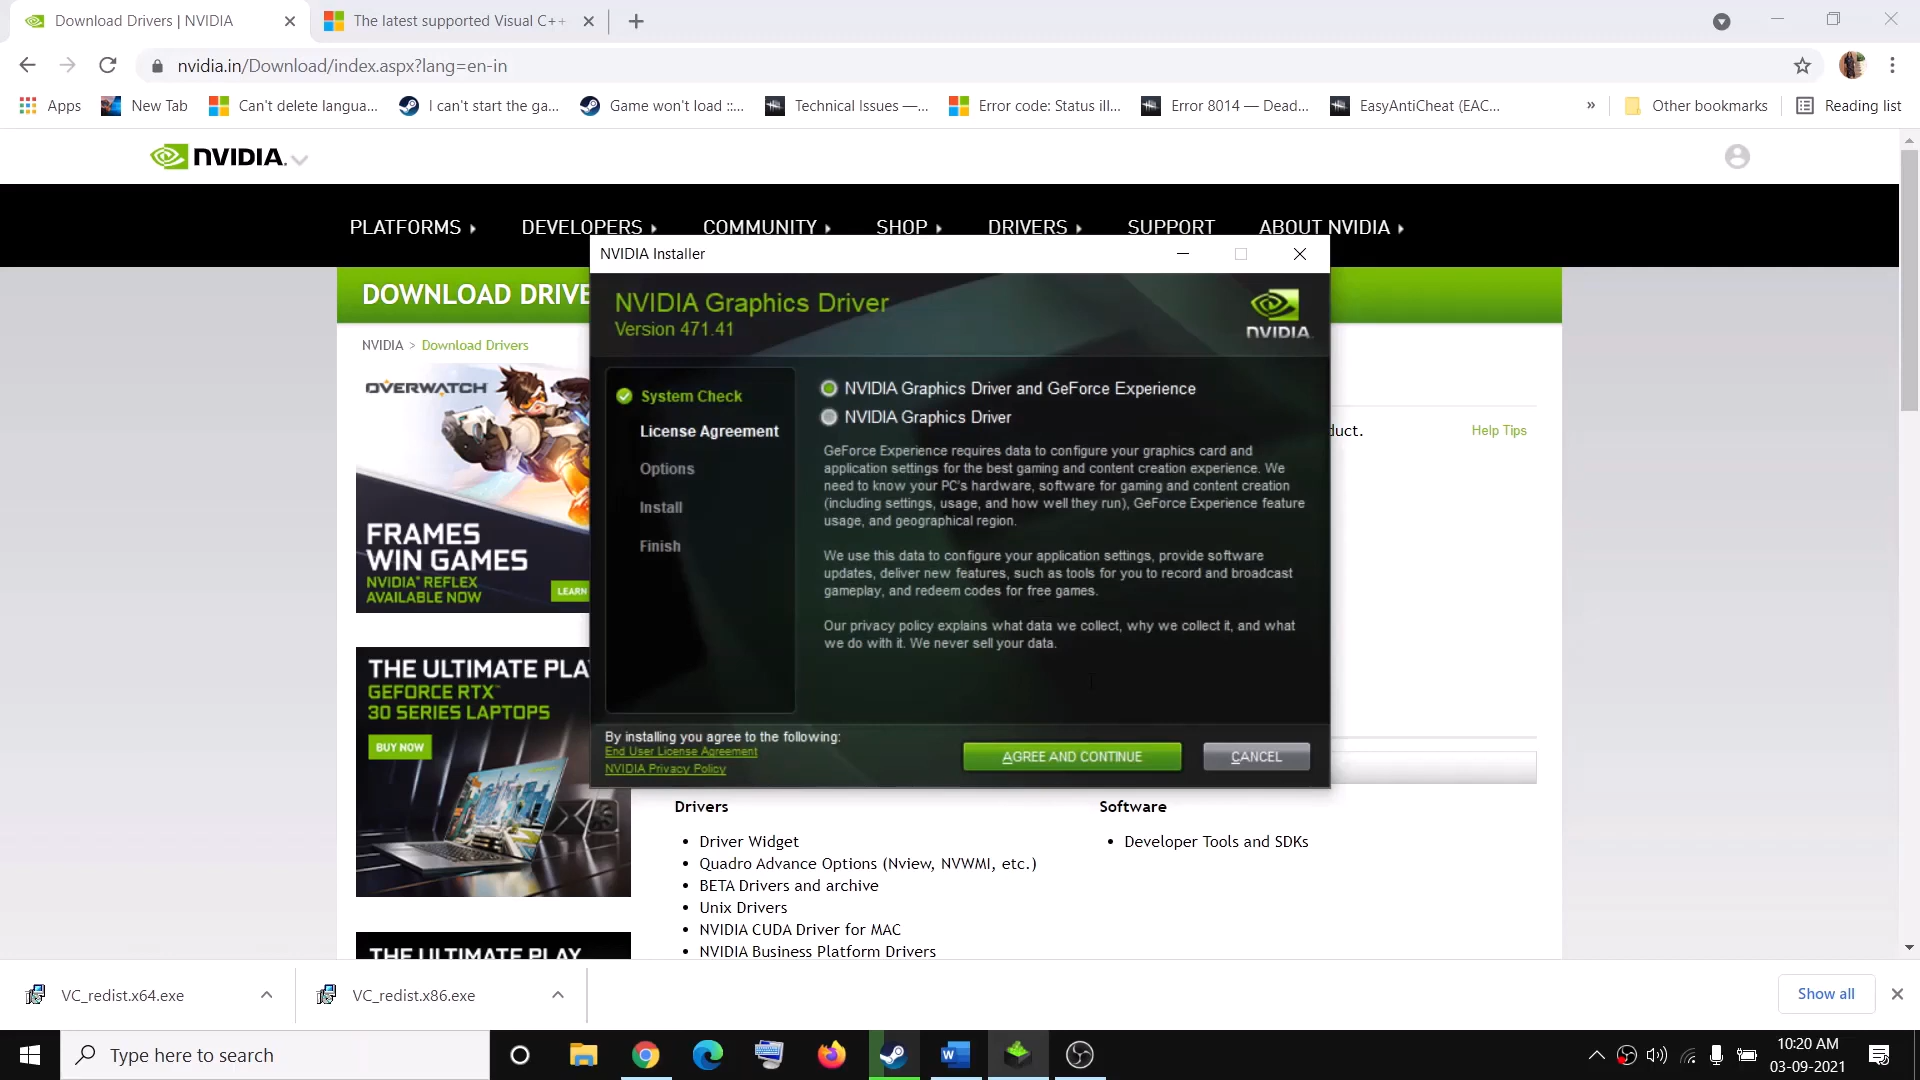 Download Drivers | NVIDIA
The latest supported Visual C++
nvidia.in/Download/index.aspx?lang=en-in
Apps
New Tab
Can't delete langua...
I can't start the ga...
Game won't load ::...
Technical Issues —...
Error code: Status ill...
Error 8014 — Dead...
EasyAntiCheat (EAC...
»
Other bookmarks
Reading list
NVIDIA.
PLATFORMS
DEVELOPERS
COMMUNITY
SHOP
DRIVERS
SUPPORT
ABOUT NVIDIA
NVIDIA Installer
DOWNLOAD DRIVE
NVIDIA Graphics Driver
Version 471.41
NVIDIA
NVIDIA > Download Drivers
OVERWATCH
FRAMES
WIN GAMES
NVIDIA® REFLEX
AVAILABLE NOW
LEARN
System Check
License Agreement
Options
Install
Finish
NVIDIA Graphics Driver and GeForce Experience
NVIDIA Graphics Driver
GeForce Experience requires data to configure your graphics card and
application settings for the best gaming and content creation experience. We
need to know your PC's hardware, software for gaming and content creation
(including settings, usage, and how well they run), GeForce Experience feature
usage, and geographical region.
We use this data to configure your application settings, provide software
updates, deliver new features, such as tools for you to record and broadcast
gameplay, and redeem codes for free games.
Our privacy policy explains what data we collect, why we collect it, and what
we do with it. We never sell your data.
duct.
Help Tips
THE ULTIMATE PLA
GEFORCE RTX™
30 SERIES LAPTOPS
BUY NOW
By installing you agree to the following:
End User License Agreement
NVIDIA Privacy Policy
AGREE AND CONTINUE
CANCEL
Drivers
Driver Widget
Quadro Advance Options (Nview, NVWMI, etc.)
BETA Drivers and archive
Unix Drivers
NVIDIA CUDA Driver for MAC
NVIDIA Business Platform Drivers
Software
Developer Tools and SDKs
THE ULTIMATE PLAY
VC_redist.x64.exe
VC_redist.x86.exe
Show all
Type here to search
10:20 AM
03-09-2021